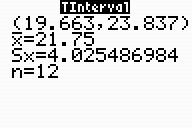 TInterval
(19.663,23.837)
x̄=21.75
Sx=4.025486984
n=12